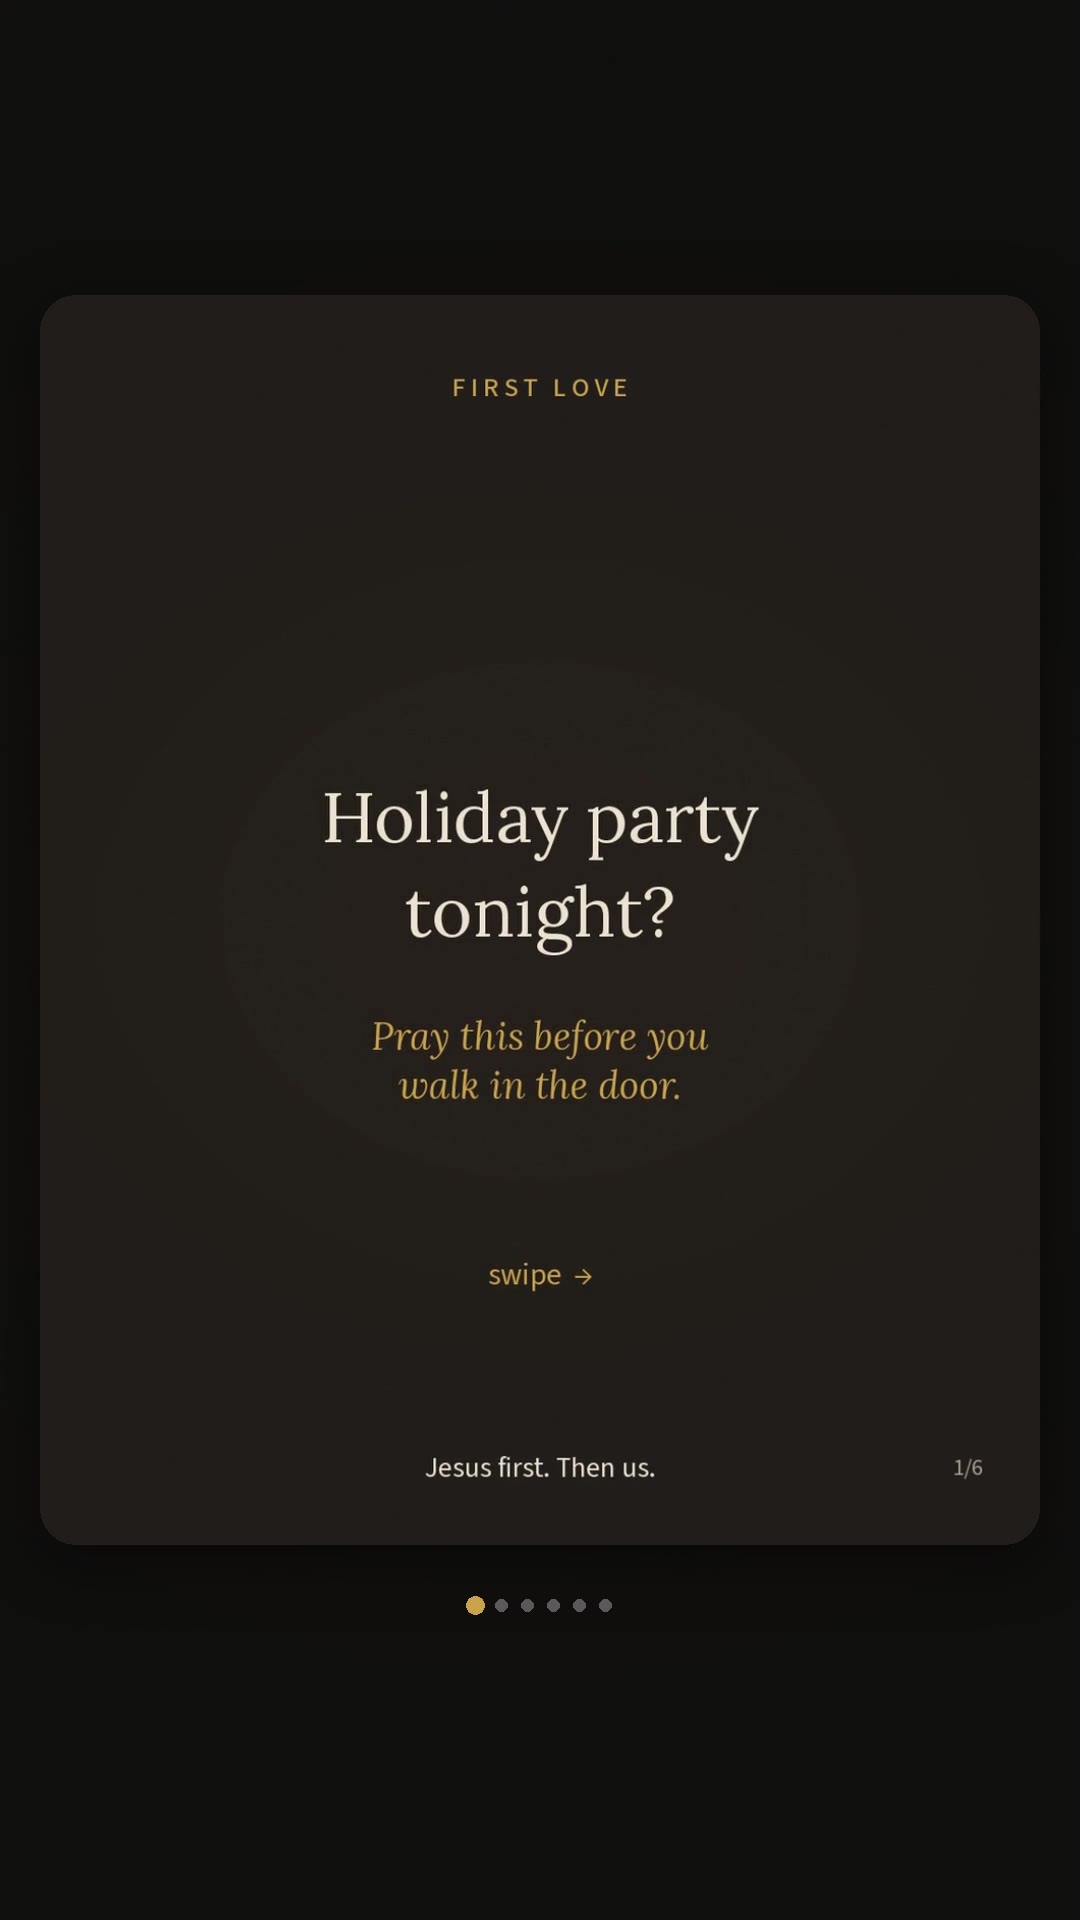 FIRST LOVE
Holiday party
tonight?
Pray this before you
walk in the door.
swipe →
Jesus first. Then us.
1/6